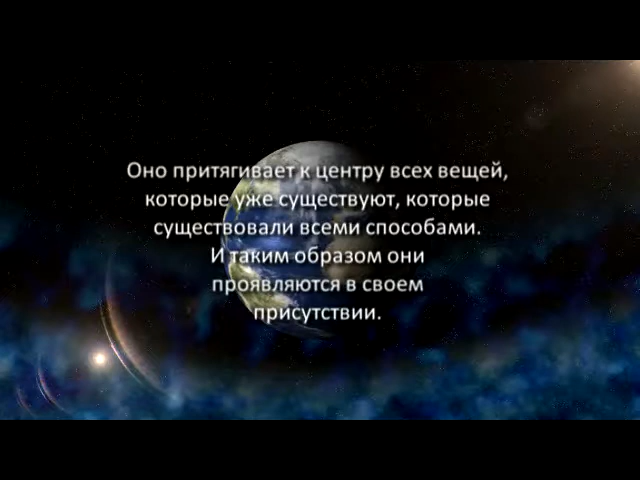 Оно притягивает к центру всех вещей,
которые уже существуют, которые
существовали всеми способами.
И таким образом они
проявляются в своем
присутствии.